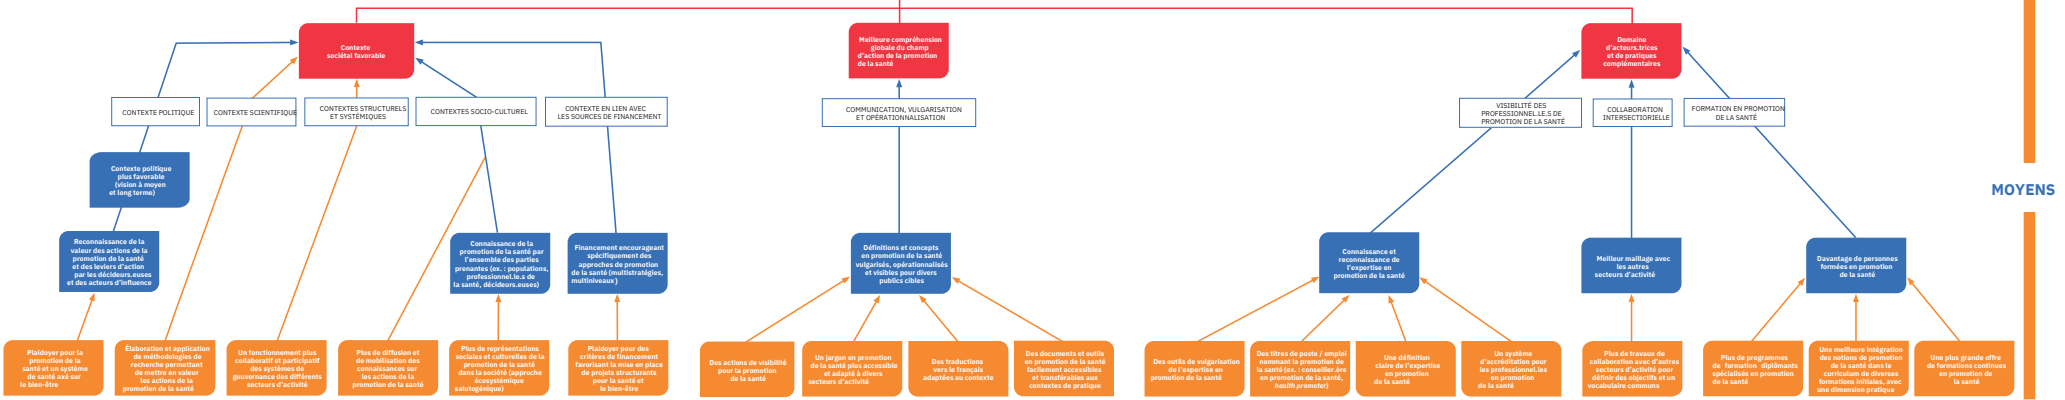 Contexte
sociétal favorable
Meilleure compréhension
globale du champ
d'action de la promotion
de la santé
Domaine
d'acteurs.trices
et de pratiques
complémentaires
CONTEXTE POLITIQUE
CONTEXTE SCIENTIFIQUE
CONTEXTES STRUCTURELS
ET SYSTÉMIQUES
CONTEXTES SOCIO-CULTUREL
CONTEXTE EN LIEN AVEC
LES SOURCES DE FINANCEMENT
COMMUNICATION, VULGARISATION
ET OPÉRATIONNALISATION
VISIBILITÉ DES
PROFESSIONNEL.LE.S DE
PROMOTION DE LA SANTÉ
COLLABORATION
INTERSECTORIELLE
FORMATION EN PROMOTION
DE LA SANTÉ
Contexte politique
plus favorable
(vision à moyen
et long terme)
MOYENS
Reconnaissance de la
valeur des actions de la
promotion de la santé
et des leviers d'action
par les décideurs.euses
et des acteurs d'influence
Connaissance de la
promotion de la santé par
l'ensemble des parties
prenantes (ex. : populations,
professionnel.le.s de
la santé, décideurs.euses)
Financement encourageant
spécifiquement des
approches de promotion
de la santé (multistratégies,
multiniveaux)
Définitions et concepts
en promotion de la santé
vulgarisés, opérationnalisés
et visibles pour divers
publics cibles
Connaissance et
reconnaissance de
l'expertise en
promotion de la santé
Meilleur maillage avec
les autres
secteurs d'activité
Davantage de personnes
formées en promotion
de la santé
Plaidoyer pour la
promotion de la
santé et un système
de santé axé sur
le bien-être
Élaboration et application
de méthodologies de
recherche permettant
de mettre en valeur
les actions de la
promotion de la santé
Un fonctionnement plus
collaboratif et participatif
des systèmes de
gouvernance des différents
secteurs d'activité
Plus de diffusion et
de mobilisation des
connaissances sur
les actions de la
promotion de la santé
Plus de représentations
sociales et culturelles de la
promotion de la santé
dans la société (approche
écosystémique
salutogénique)
Plaidoyer pour des
critères de financement
favorisant la mise en place
de projets structurants
pour la santé et
le bien-être
Des actions de visibilité
pour la promotion
de la santé
Un jargon en promotion
de la santé plus accessible
et adapté à divers
secteurs d'activité
Des traductions
vers le français
adaptées au contexte
Des documents et outils
en promotion de la santé
facilement accessibles
et transférables aux
contextes de pratique
Des outils de vulgarisation
de l'expertise en
promotion de la santé
Des titres de poste / emploi
nommant la promotion de
la santé (ex. : conseiller.ère
en promotion de la santé,
health promoter)
Une définition
claire de l'expertise
en promotion
de la santé
Un système
d'accréditation pour
les professionnel.les
en promotion
de la santé
Plus de travaux de
collaboration avec d'autres
secteurs d'activité pour
définir des objectifs et un
vocabulaire communs
Plus de programmes
de formation diplômants
spécialisés en promotion
de la santé
Une meilleure intégration
des notions de promotion
de la santé dans le
curriculum de diverses
formations initiales, avec
une dimension pratique
Une plus grande offre
de formations continues
en promotion de
la santé